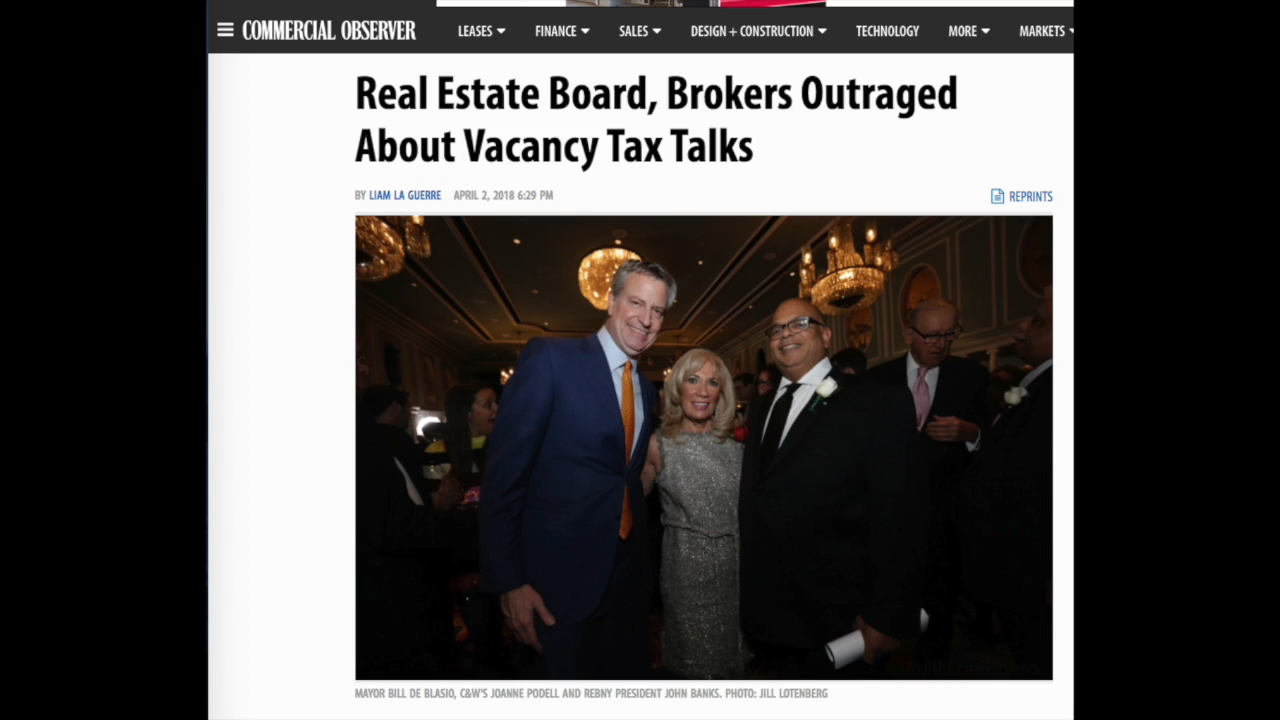 COMMERCIAL OBSERVER LEASES FINANCE SALES DESIGN + CONSTRUCTION TECHNOLOGY MORE MARKETS
Real Estate Board, Brokers Outraged
About Vacancy Tax Talks
BY LIAM LA GUERRE APRIL 2, 2018 6:29 PM REPRINTS
MAYOR BILL DE BLASIO, C&W'S JOANNE PODELL AND REBNY PRESIDENT JOHN BANKS. PHOTO: JILL LOTENBERG